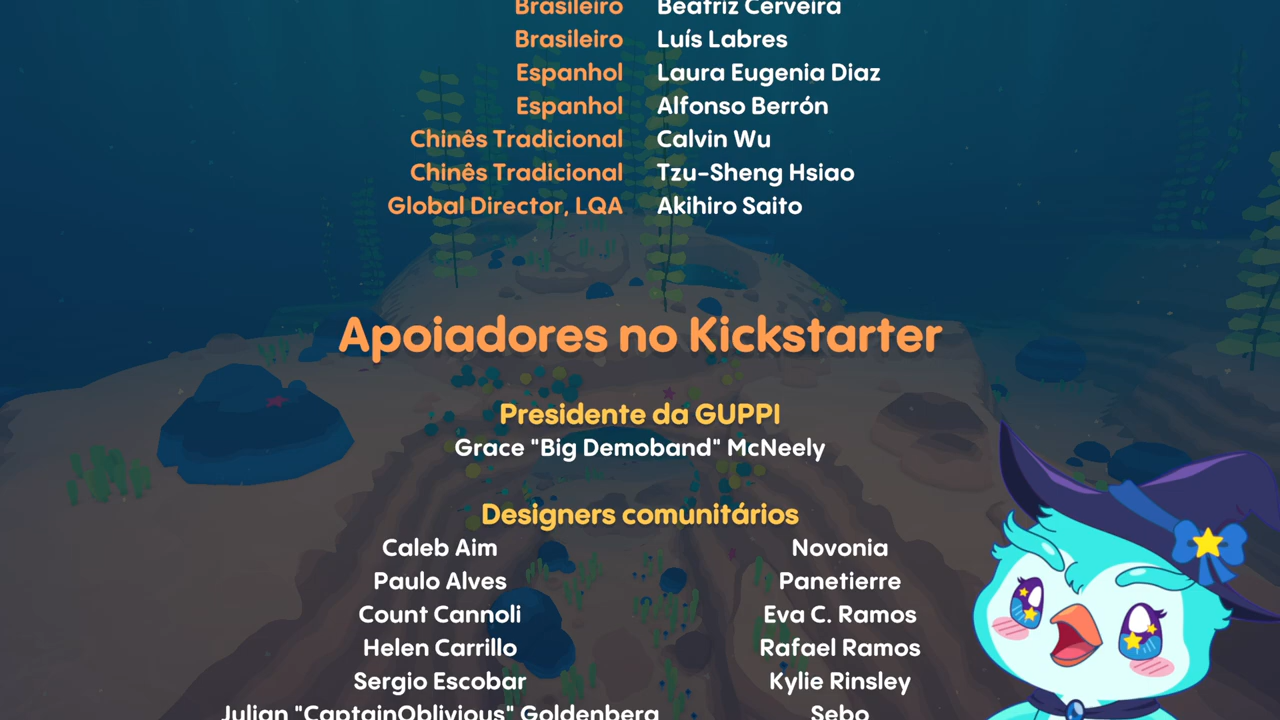 Brasileiro Beatriz Cerveira
Brasileiro Luís Labres
Espanhol Laura Eugenia Diaz
Espanhol Alfonso Berrón
Chinês Tradicional Calvin Wu
Chinês Tradicional Tzu-Sheng Hsiao
Global Director, LQA Akihiro Saito
Apoiadores no Kickstarter
Presidente da GUPPI
Grace "Big Demoband" McNeely
Designers comunitários
Caleb Aim Novonia
Paulo Alves Panetierre
Count Cannoli Eva C. Ramos
Helen Carrillo Rafael Ramos
Sergio Escobar Kylie Rinsley
Julian "CaptainOblivious" Goldenberg Sebo